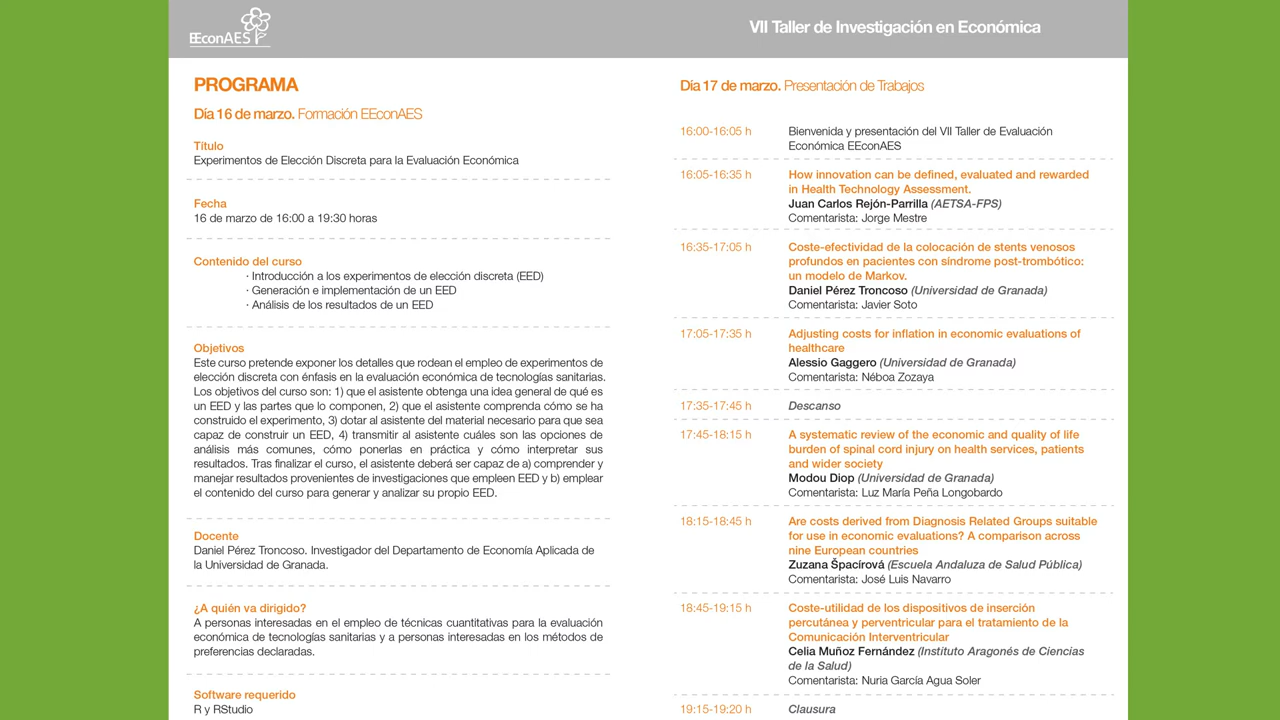 EEconAES
VII Taller de Investigación en Económica
PROGRAMA
Día 16 de marzo. Formación EEconAES
Título
Experimentos de Elección Discreta para la Evaluación Económica
Fecha
16 de marzo de 16:00 a 19:30 horas
Contenido del curso
· Introducción a los experimentos de elección discreta (EED)
· Generación e implementación de un EED
· Análisis de los resultados de un EED
Objetivos
Este curso pretende exponer los detalles que rodean el empleo de experimentos de
elección discreta con énfasis en la evaluación económica de tecnologías sanitarias.
Los objetivos del curso son: 1) que el asistente obtenga una idea general de qué es
un EED y las partes que lo componen, 2) que el asistente comprenda cómo se ha
construido el experimento, 3) dotar al asistente del material necesario para que sea
capaz de construir un EED, 4) transmitir al asistente cuáles son las opciones de
análisis más comunes, cómo ponerlas en práctica y cómo interpretar sus
resultados. Tras finalizar el curso, el asistente deberá ser capaz de a) comprender y
manejar resultados provenientes de investigaciones que empleen EED y b) emplear
el contenido del curso para generar y analizar su propio EED.
Docente
Daniel Pérez Troncoso. Investigador del Departamento de Economía Aplicada de
la Universidad de Granada.
¿A quién va dirigido?
A personas interesadas en el empleo de técnicas cuantitativas para la evaluación
económica de tecnologías sanitarias y a personas interesadas en los métodos de
preferencias declaradas.
Software requerido
R y RStudio
Día 17 de marzo. Presentación de Trabajos
16:00-16:05 h Bienvenida y presentación del VII Taller de Evaluación
Económica EEconAES
16:05-16:35 h How innovation can be defined, evaluated and rewarded
in Health Technology Assessment.
Juan Carlos Rejón-Parrilla (AETSA-FPS)
Comentarista: Jorge Mestre
16:35-17:05 h Coste-efectividad de la colocación de stents venosos
profundos en pacientes con síndrome post-trombótico:
un modelo de Markov.
Daniel Pérez Troncoso (Universidad de Granada)
Comentarista: Javier Soto
17:05-17:35 h Adjusting costs for inflation in economic evaluations of
healthcare
Alessio Gaggero (Universidad de Granada)
Comentarista: Néboa Zozaya
17:35-17:45 h Descanso
17:45-18:15 h A systematic review of the economic and quality of life
burden of spinal cord injury on health services, patients
and wider society
Modou Diop (Universidad de Granada)
Comentarista: Luz María Peña Longobardo
18:15-18:45 h Are costs derived from Diagnosis Related Groups suitable
for use in economic evaluations? A comparison across
nine European countries
Zuzana Špacírová (Escuela Andaluza de Salud Pública)
Comentarista: José Luis Navarro
18:45-19:15 h Coste-utilidad de los dispositivos de inserción
percutánea y perventricular para el tratamiento de la
Comunicación Interventricular
Celia Muñoz Fernández (Instituto Aragonés de Ciencias
de la Salud)
Comentarista: Nuria García Agua Soler
19:15-19:20 h Clausura